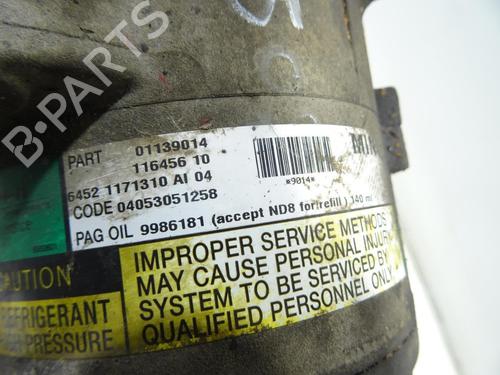 B-Parts
PART 01139014
116456 10
6452 1171310 AI 04
CODE 04053051258
PAG OIL 9986181 (accept ND8 for refill) 140 ml
*9014*
CAUTION
REFRIGERANT
PRESSURE
IMPROPER SERVICE METHODS
MAY CAUSE PERSONAL INJURY
SYSTEM TO BE SERVICED BY
QUALIFIED PERSONNEL ONLY